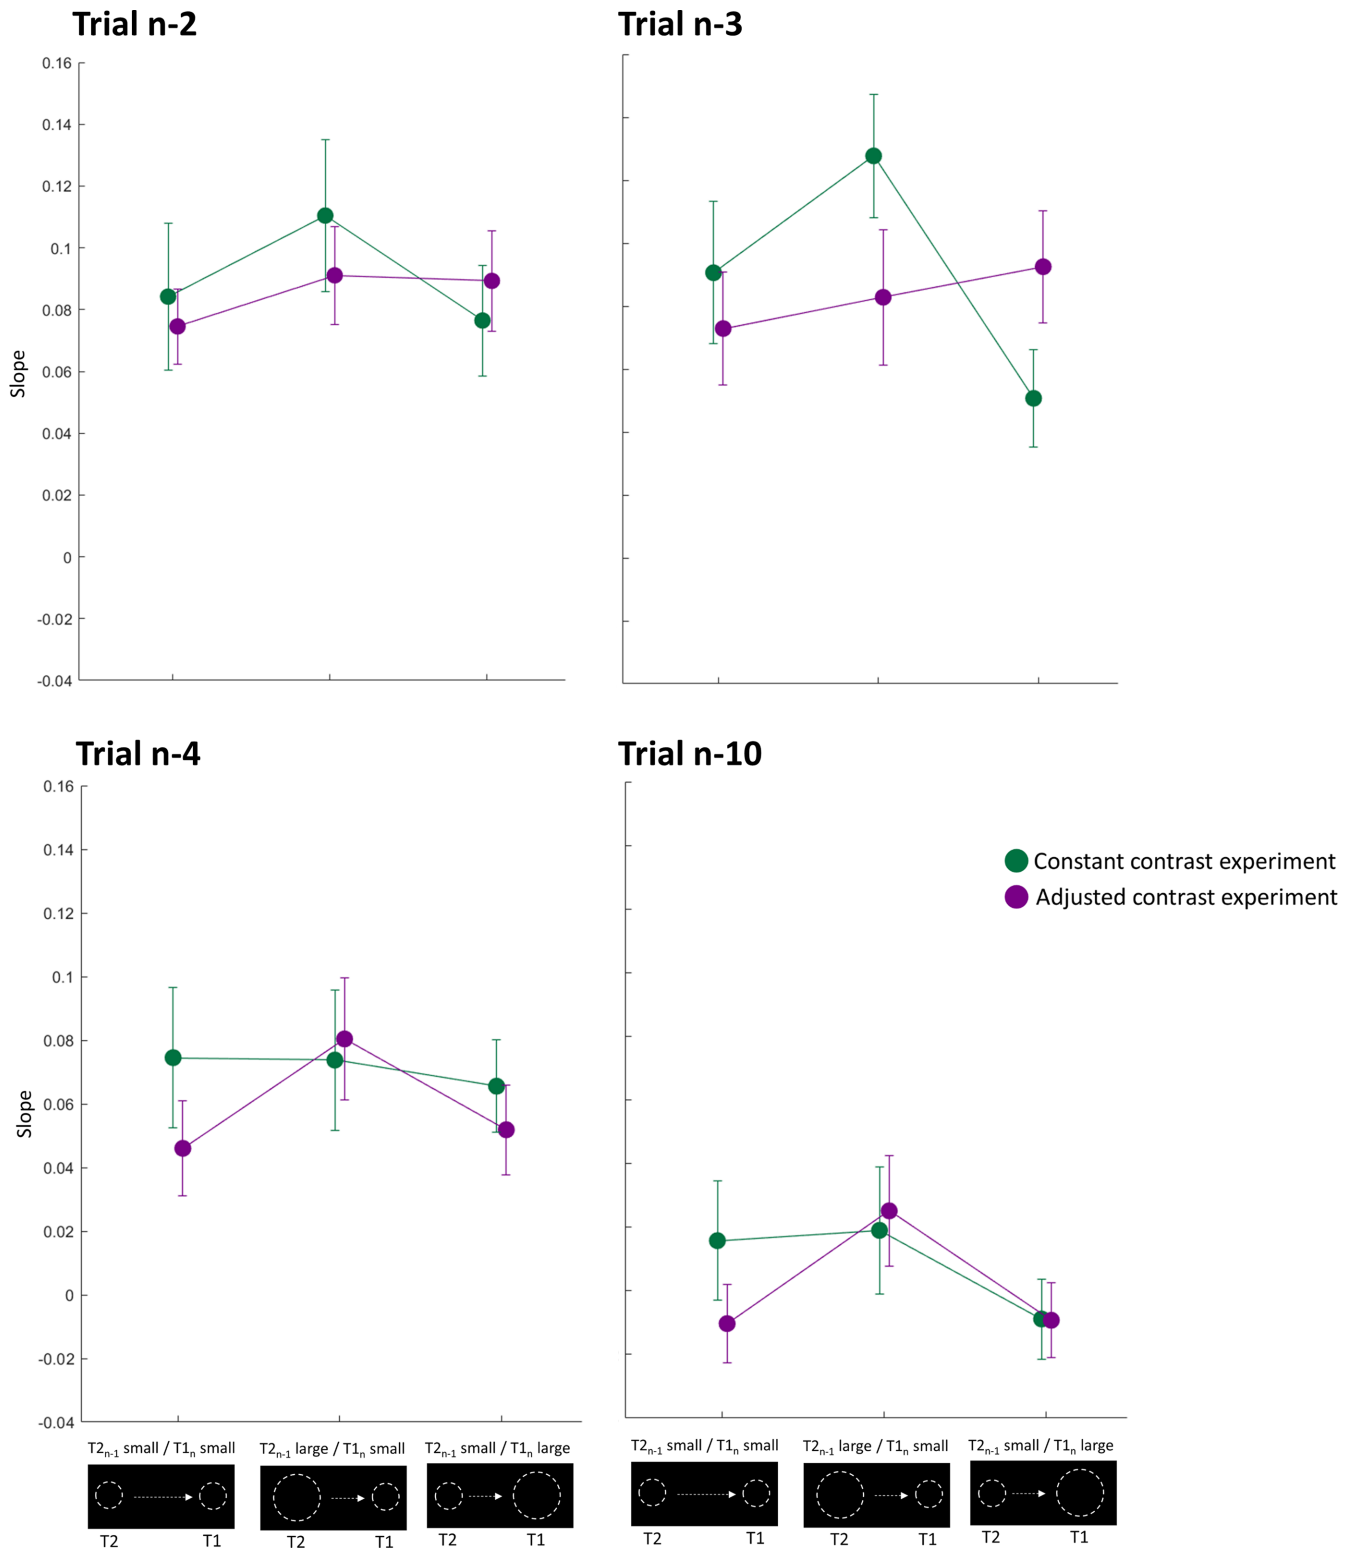 Trial n-2
Trial n-3
0.16
0.14
0.12
0.1
0.08
0.06
0.04
0.02
0
-0.02
-0.04
Slope
Trial n-4
Trial n-10
0.16
0.14
0.12
0.1
0.08
0.06
0.04
0.02
0
-0.02
-0.04
Slope
Constant contrast experiment
Adjusted contrast experiment
T2n-1 small / T1n small
T2n-1 large / T1n small
T2n-1 small / T1n large
T2n-1 small / T1n small
T2n-1 large / T1n small
T2n-1 small / T1n large
T2 T1
T2 T1
T2 T1
T2 T1
T2 T1
T2 T1